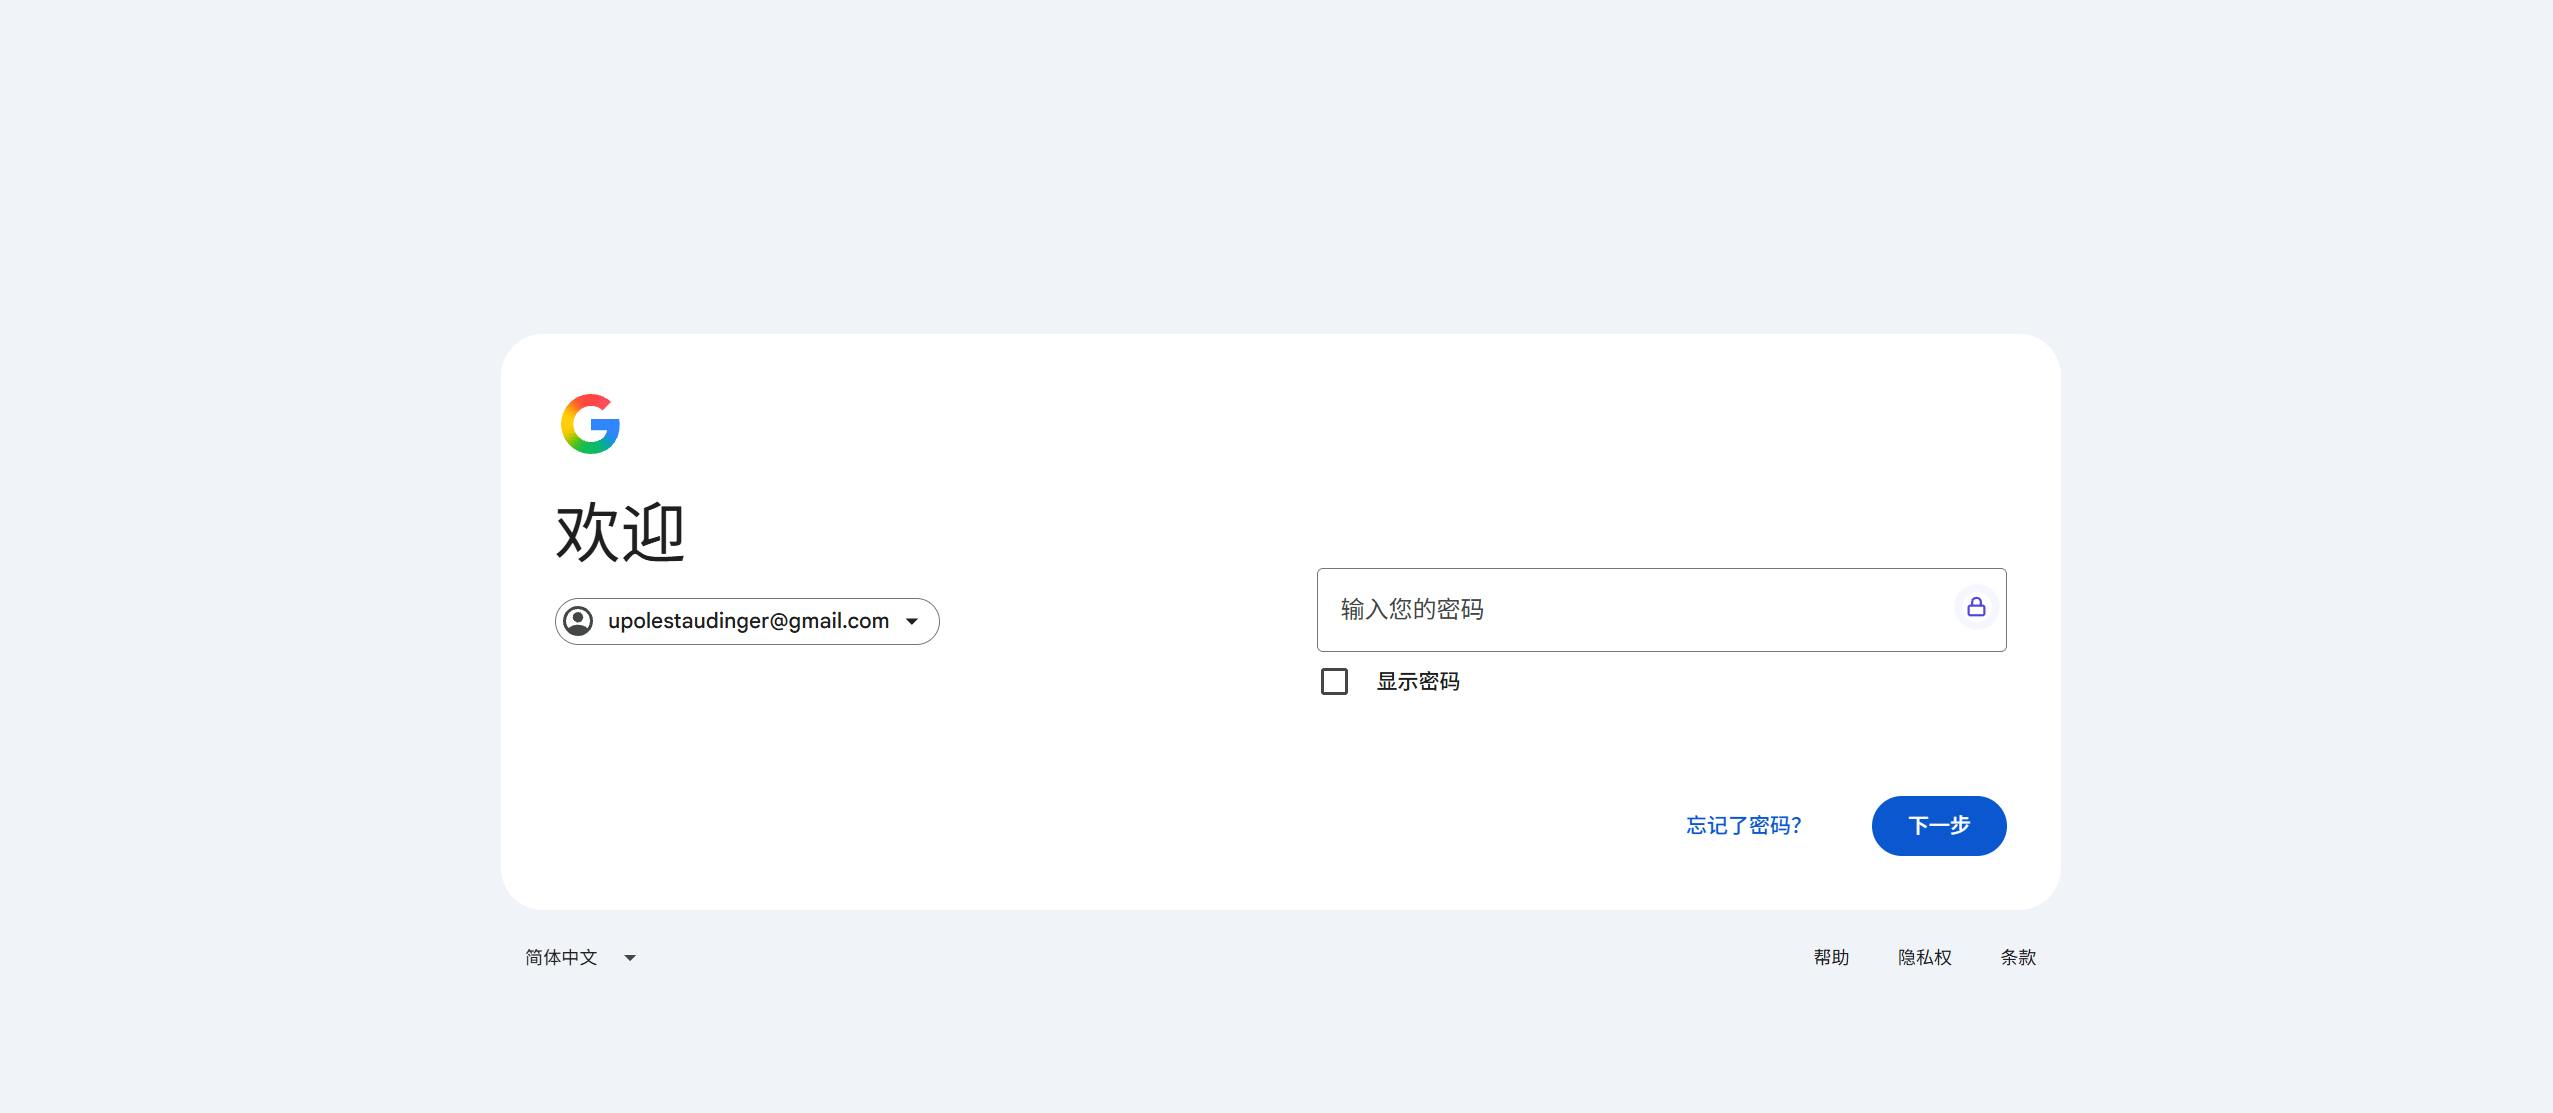 欢迎
upolestaudinger@gmail.com
输入您的密码
显示密码
忘记了密码?
下一步
简体中文
帮助
隐私权
条款